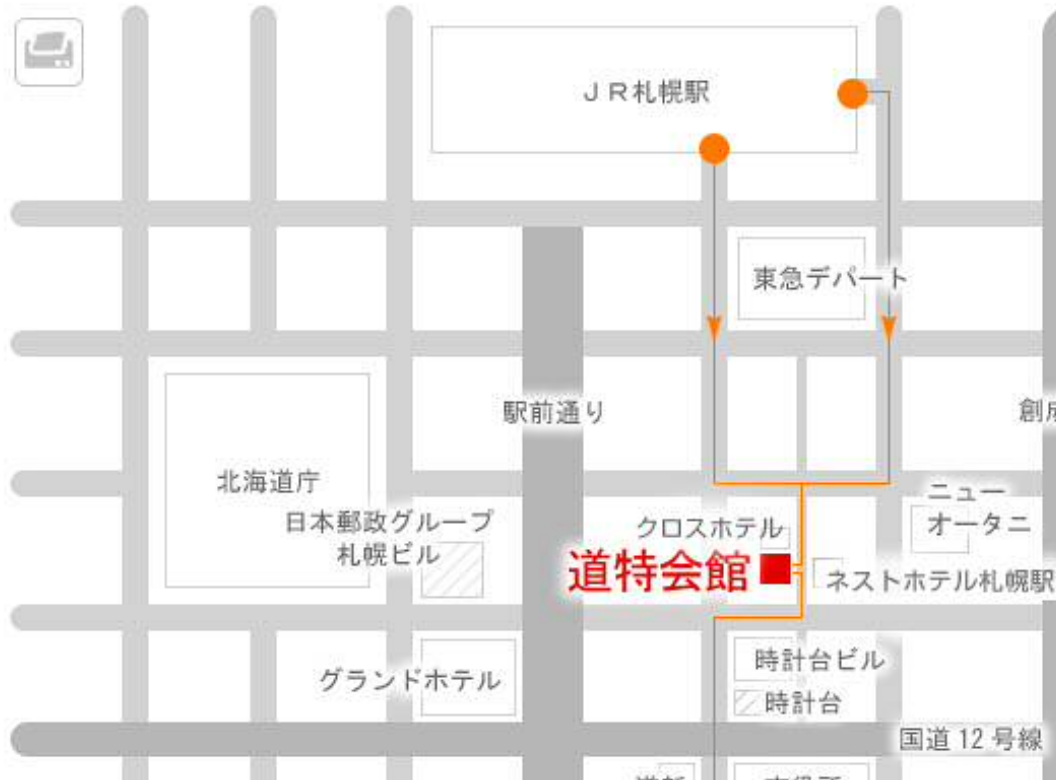 JR札幌駅
東急デパート
駅前通り
北海道庁
日本郵政グループ
札幌ビル
クロスホテル
道特会館
ニュー
オータニ
ネストホテル札幌駅
グランドホテル
時計台ビル
時計台
国道12号線